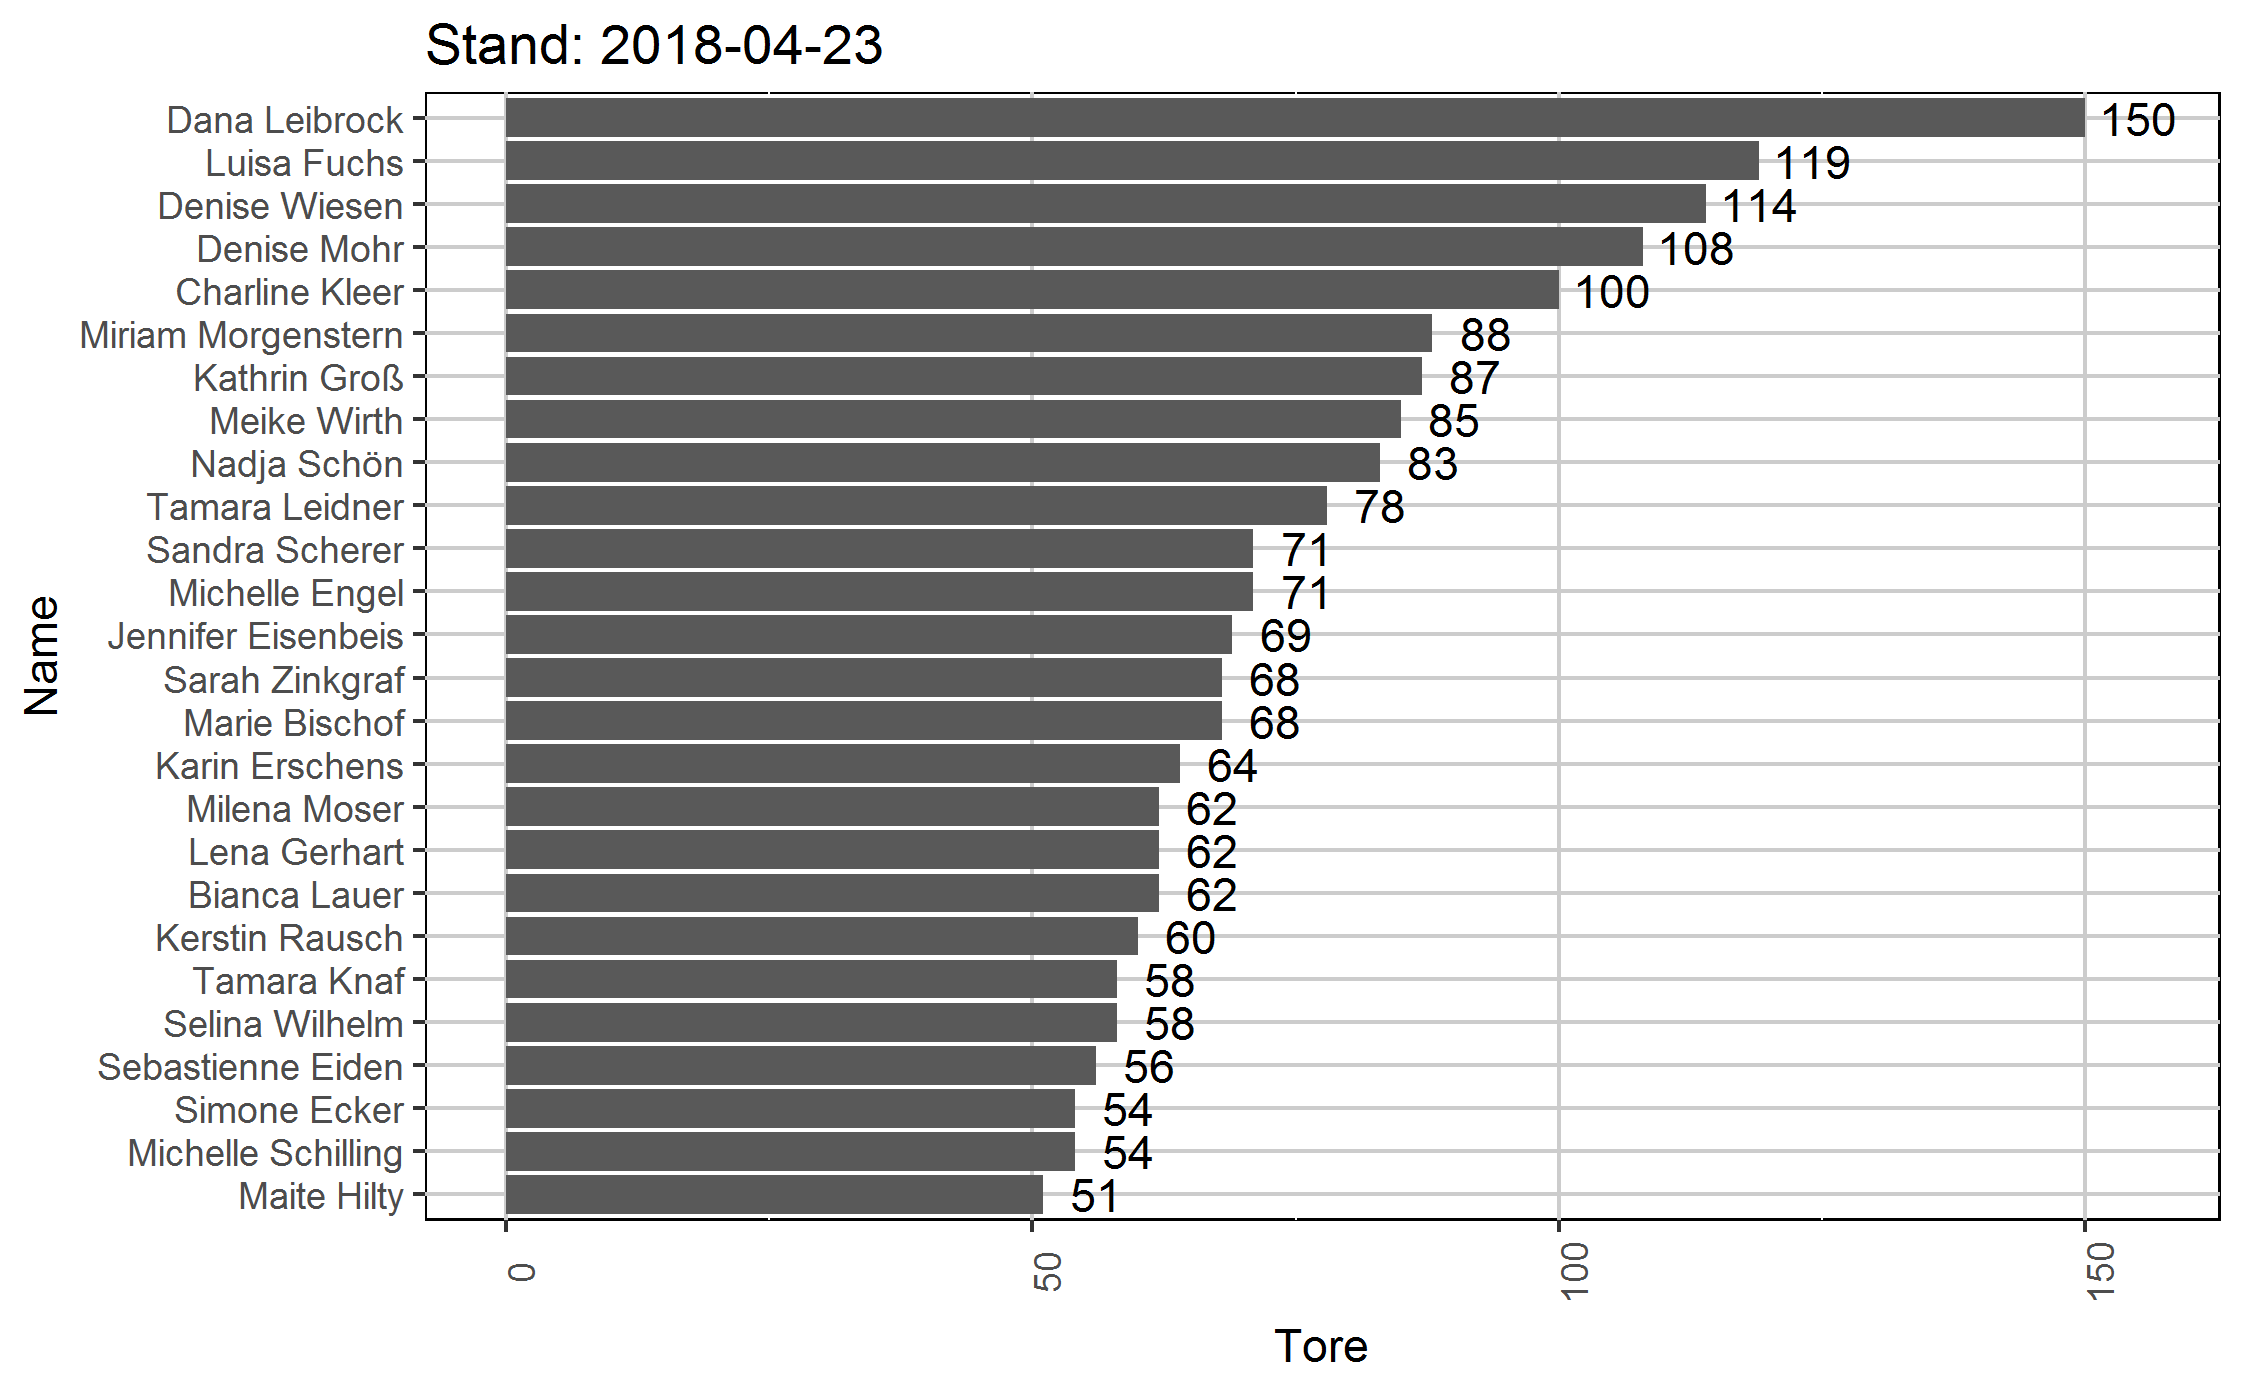 Stand: 2018-04-23
Dana Leibrock 150
Luisa Fuchs 119
Denise Wiesen 114
Denise Mohr 108
Charline Kleer 100
Miriam Morgenstern 88
Kathrin Groß 87
Meike Wirth 85
Nadja Schön 83
Tamara Leidner 78
Sandra Scherer 71
Michelle Engel 71
Jennifer Eisenbeis 69
Sarah Zinkgraf 68
Marie Bischof 68
Karin Erschens 64
Milena Moser 62
Lena Gerhart 62
Bianca Lauer 62
Kerstin Rausch 60
Tamara Knaf 58
Selina Wilhelm 58
Sebastienne Eiden 56
Simone Ecker 54
Michelle Schilling 54
Maite Hilty 51
Name
0 50 100 150
Tore